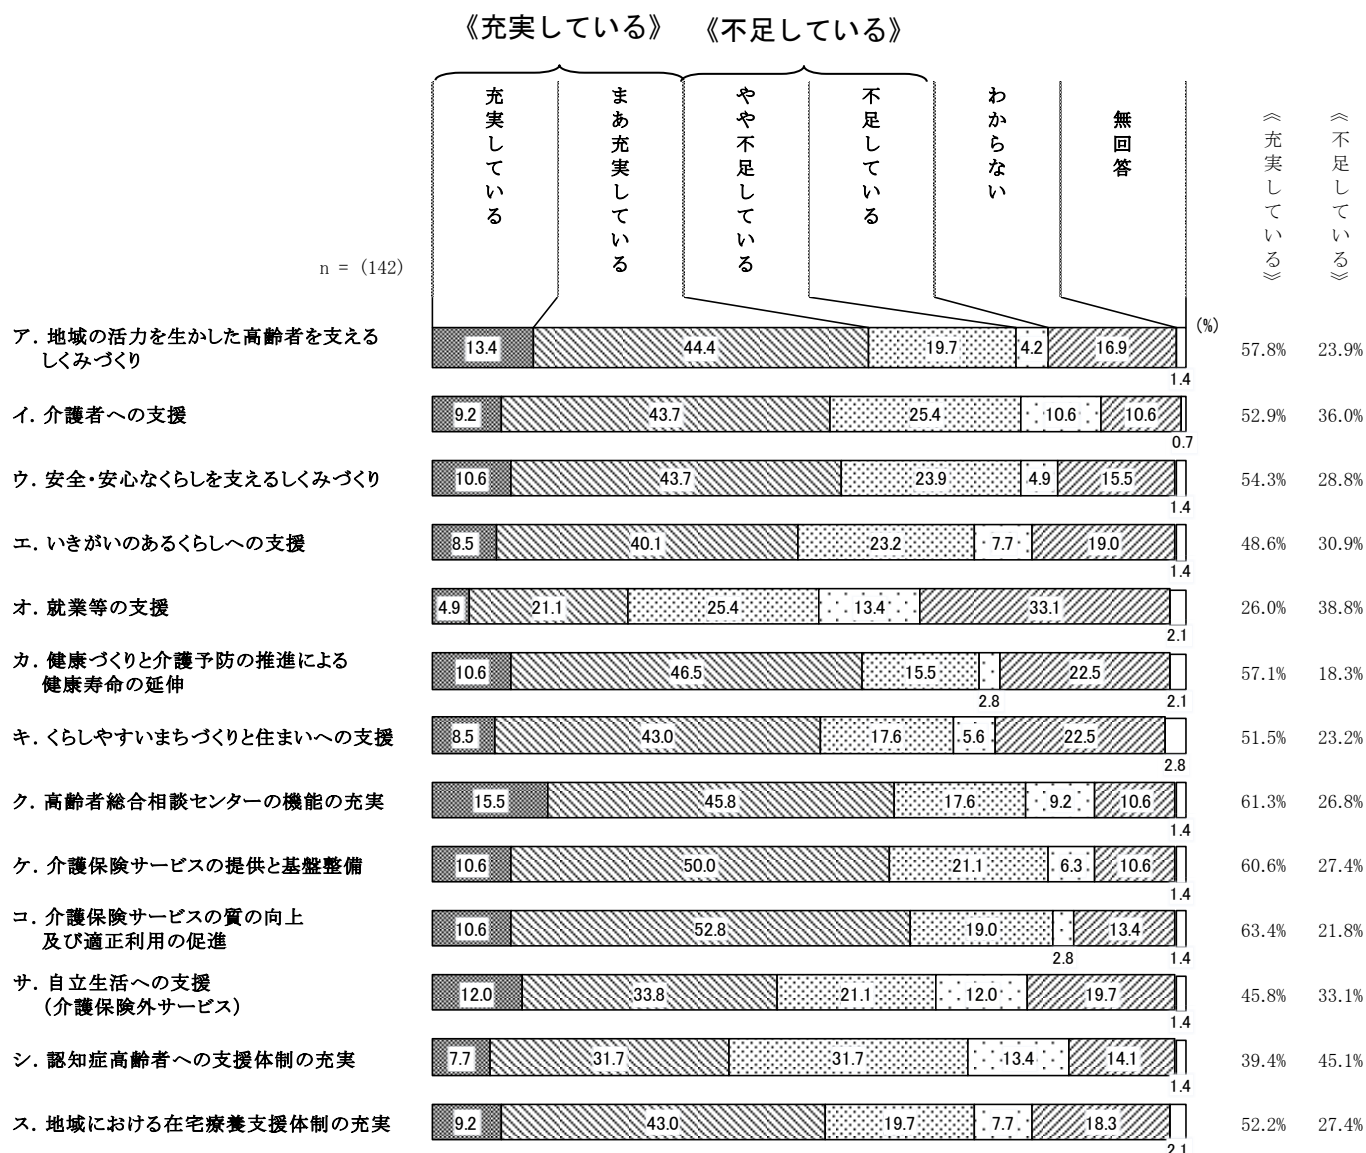 《充実している》 《不足している》
充実している
まあ充実している
やや不足している
不足している
わからない
無回答
《充実している》
《不足している》
n = (142)
(%)
ア. 地域の活力を生かした高齢者を支える
しくみづくり
13.4 44.4 19.7 4.2 16.9 1.4 57.8% 23.9%
イ. 介護者への支援
9.2 43.7 25.4 10.6 10.6 0.7 52.9% 36.0%
ウ. 安全・安心なくらしを支えるしくみづくり
10.6 43.7 23.9 4.9 15.5 1.4 54.3% 28.8%
エ. いきがいのあるくらしへの支援
8.5 40.1 23.2 7.7 19.0 1.4 48.6% 30.9%
オ. 就業等の支援
4.9 21.1 25.4 13.4 33.1 2.1 26.0% 38.8%
カ. 健康づくりと介護予防の推進による
健康寿命の延伸
10.6 46.5 15.5 2.8 22.5 2.1 57.1% 18.3%
キ. くらしやすいまちづくりと住まいへの支援
8.5 43.0 17.6 5.6 22.5 2.8 51.5% 23.2%
ク. 高齢者総合相談センターの機能の充実
15.5 45.8 17.6 9.2 10.6 1.4 61.3% 26.8%
ケ. 介護保険サービスの提供と基盤整備
10.6 50.0 21.1 6.3 10.6 1.4 60.6% 27.4%
コ. 介護保険サービスの質の向上
及び適正利用の促進
10.6 52.8 19.0 2.8 13.4 1.4 63.4% 21.8%
サ. 自立生活への支援
(介護保険外サービス)
12.0 33.8 21.1 12.0 19.7 1.4 45.8% 33.1%
シ. 認知症高齢者への支援体制の充実
7.7 31.7 31.7 13.4 14.1 1.4 39.4% 45.1%
ス. 地域における在宅療養支援体制の充実
9.2 43.0 19.7 7.7 18.3 2.1 52.2% 27.4%